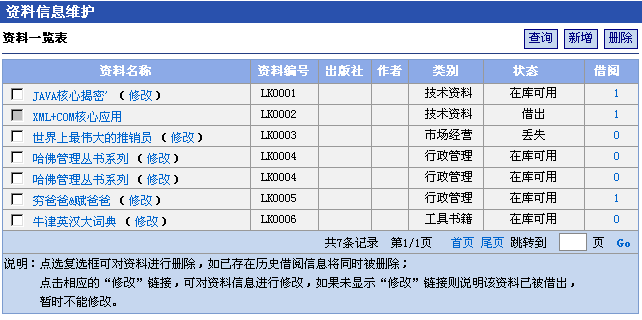 资料信息维护
资料一览表 查询 新增 删除
资料名称 资料编号 出版社 作者 类别 状态 借阅
JAVA核心揭密' (修改) LK0001 技术资料 在库可用 1
XML+COM核心应用 LK0002 技术资料 借出 1
世界上最伟大的推销员 (修改) LK0003 市场经营 丢失 0
哈佛管理丛书系列 (修改) LK0004 行政管理 在库可用 0
哈佛管理丛书系列 (修改) LK0004 行政管理 在库可用 0
穷爸爸&赋爸爸 (修改) LK0005 行政管理 在库可用 1
牛津英汉大词典 (修改) LK0006 工具书籍 在库可用 0
共7条记录 第1/1页 首页 尾页 跳转到 页 Go
说明:点选复选框可对资料进行删除,如已存在历史借阅信息将同时被删除;
点击相应的“修改”链接,可对资料信息进行修改,如果未显示“修改”链接则说明该资料已被借出,
暂时不能修改。